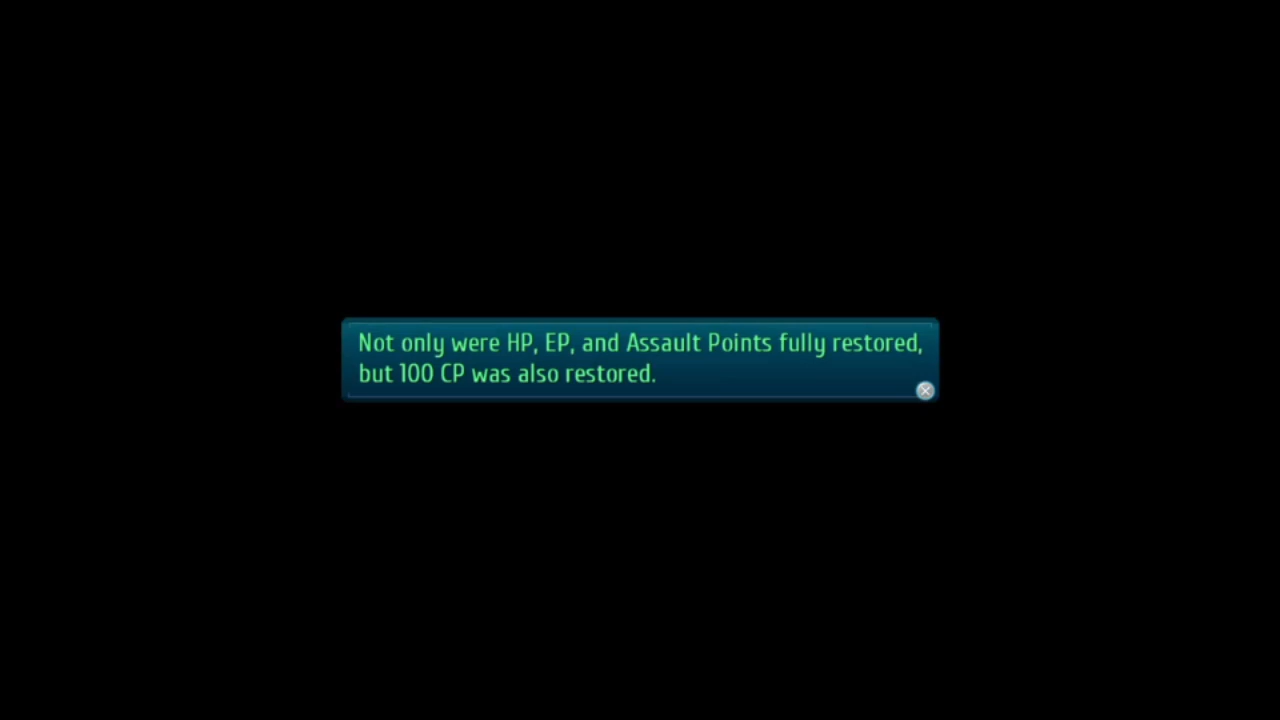 Not only were HP, EP, and Assault Points fully restored,
but 100 CP was also restored.